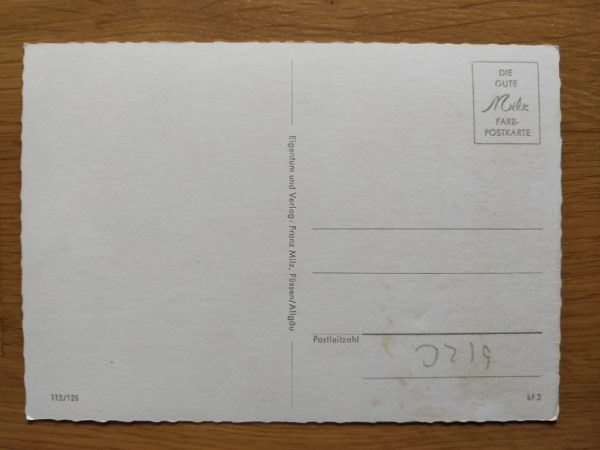 DIE
GUTE
Milz
FARB-
POSTKARTE
Eigentum und Verlag: Franz Milz, Füssen/Allgäu
Postleitzahl
112/126
kf 3